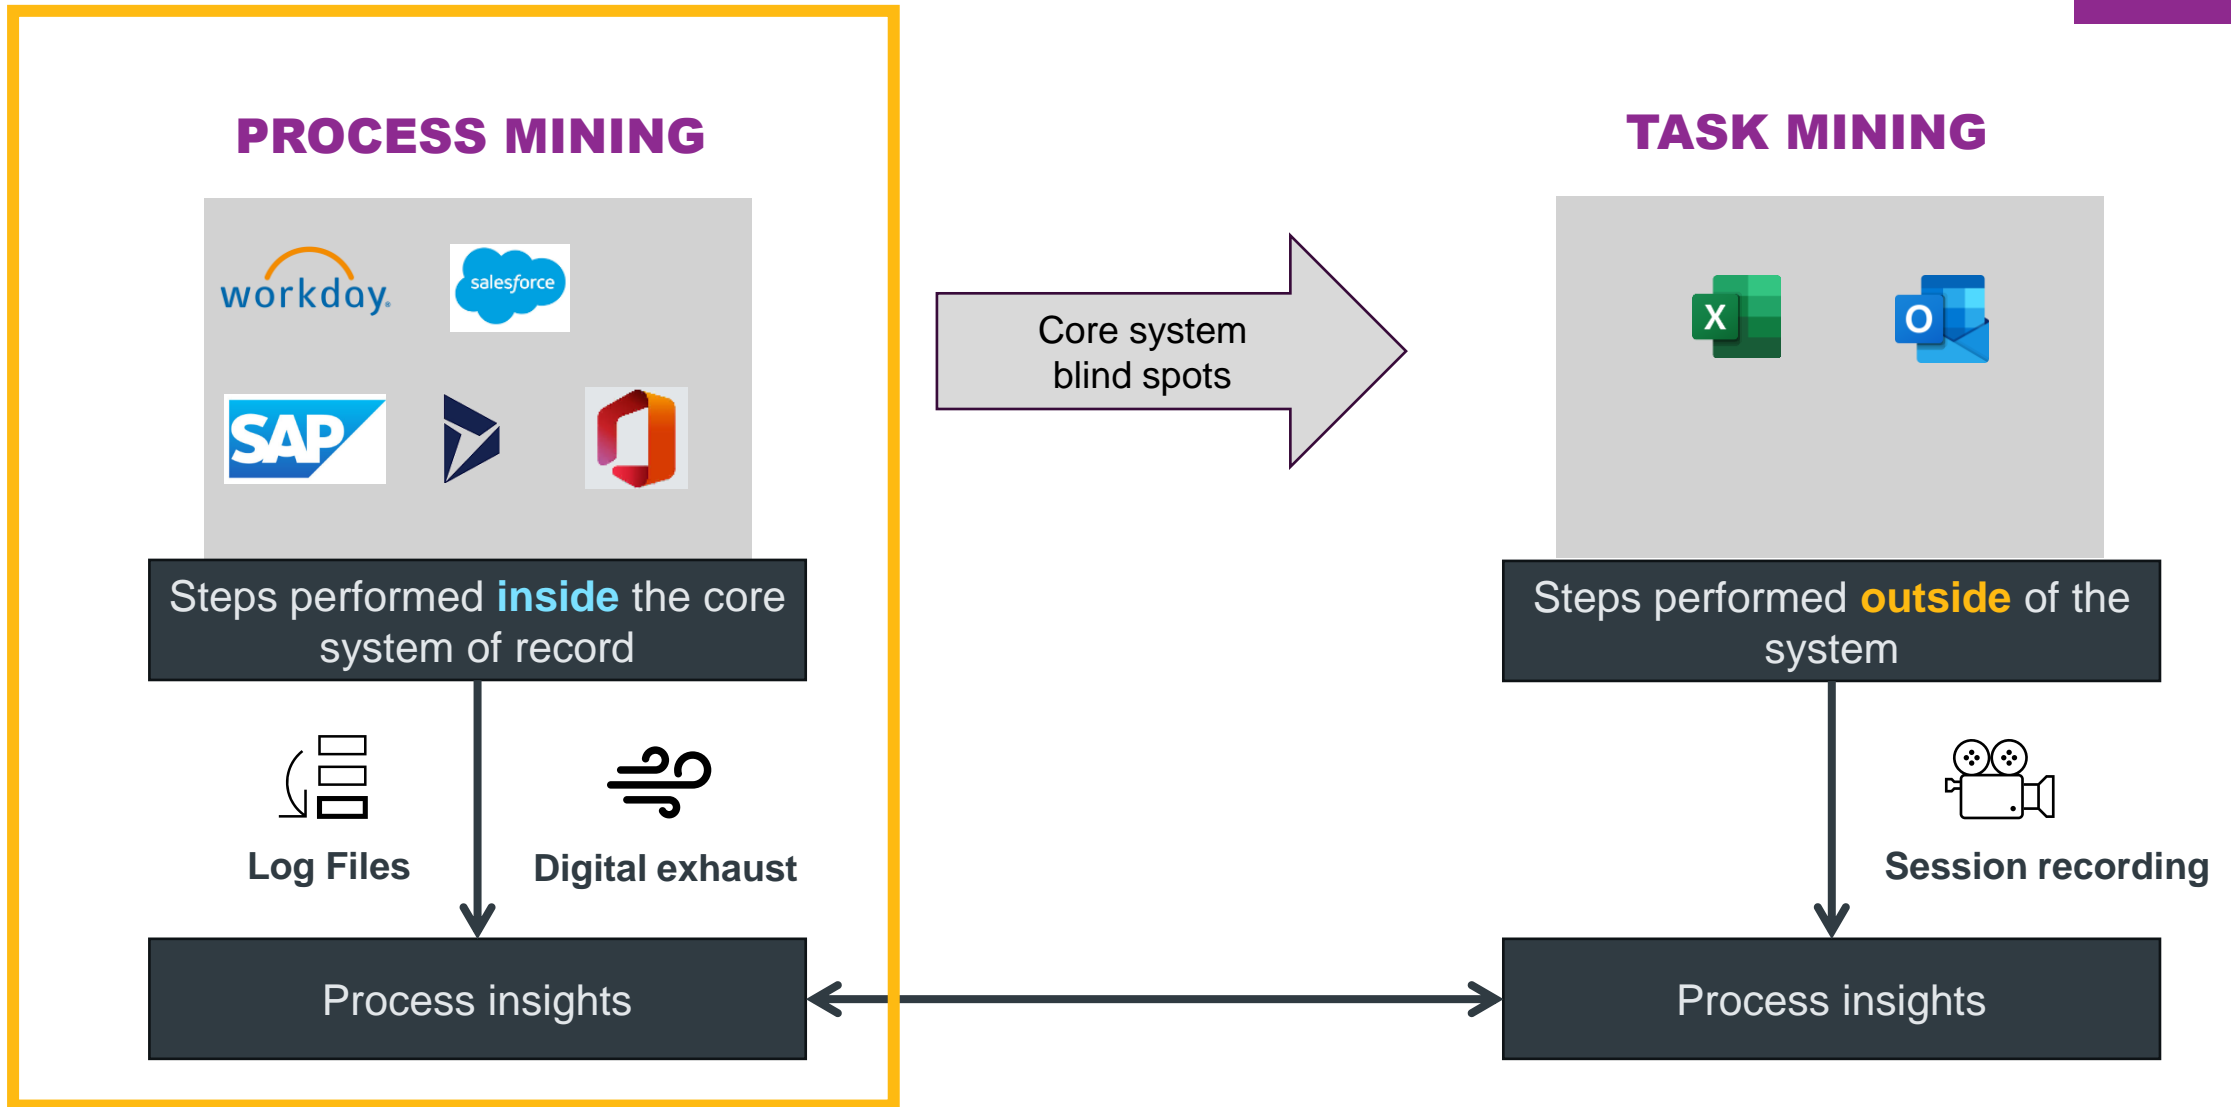 PROCESS MINING
workday.
salesforce
SAP
Steps performed inside the core
system of record
Log Files
Digital exhaust
Process insights
Core system
blind spots
TASK MINING
X
O
Steps performed outside of the
system
Session recording
Process insights